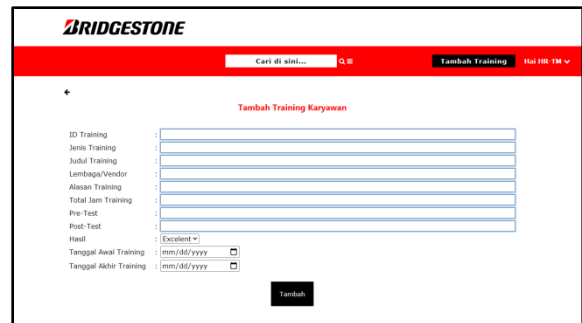 BRIDGESTONE
Cari di sini... Tambah Training Hai HR-TM
Tambah Training Karyawan
ID Training :
Jenis Training :
Judul Training :
Lembaga/Vendor :
Alasan Training :
Total Jam Training :
Pre-Test :
Post-Test :
Hasil : Excelent
Tanggal Awal Training : mm/dd/yyyy
Tanggal Akhir Training : mm/dd/yyyy
Tambah